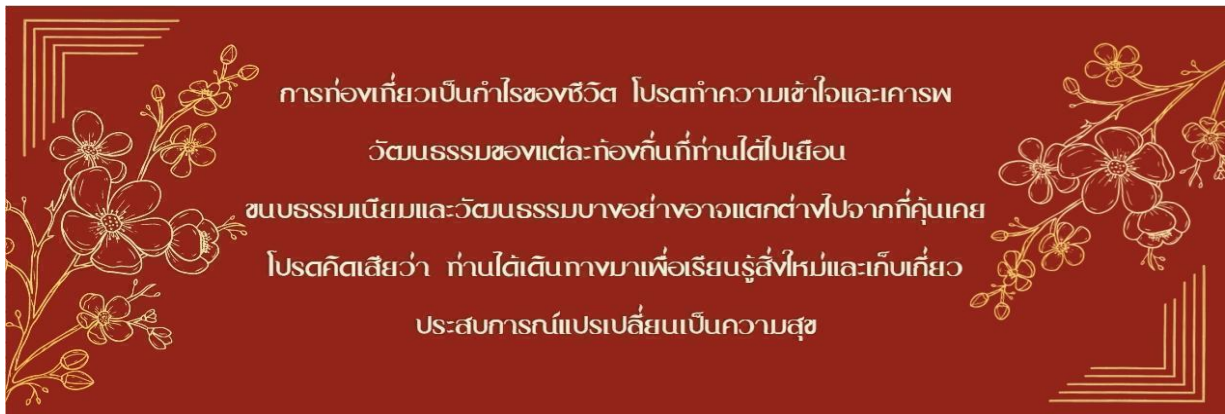 การท่องเที่ยวเป็นกำไรของชีวิต โปรดทำความเข้าใจและเคารพ
วัฒนธรรมของแต่ละท้องถิ่นที่ท่านได้ไปเยือน
ขนบธรรมเนียมและวัฒนธรรมบางอย่างอาจแตกต่างไปจากที่คุ้นเคย
โปรดคิดเสียว่า ท่านได้เดินทางมาเพื่อเรียนรู้สิ่งใหม่และเก็บเกี่ยว
ประสบการณ์แปรเปลี่ยนเป็นความสุข